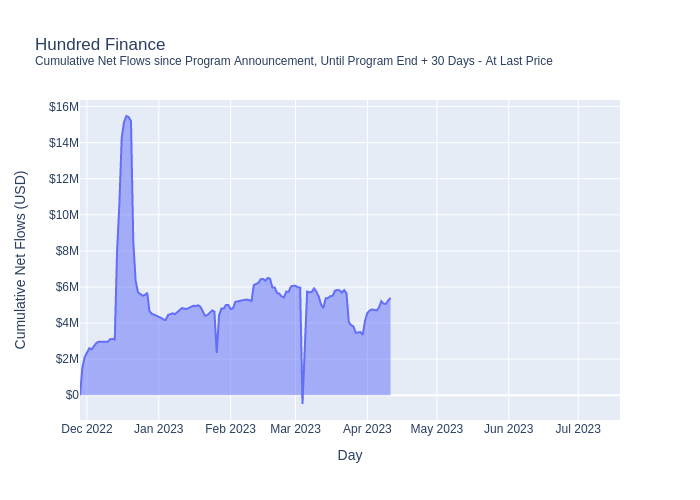 Hundred Finance
Cumulative Net Flows since Program Announcement, Until Program End + 30 Days - At Last Price
Cumulative Net Flows (USD)
$16M
$14M
$12M
$10M
$8M
$6M
$4M
$2M
$0
Dec 2022 Jan 2023 Feb 2023 Mar 2023 Apr 2023 May 2023 Jun 2023 Jul 2023
Day